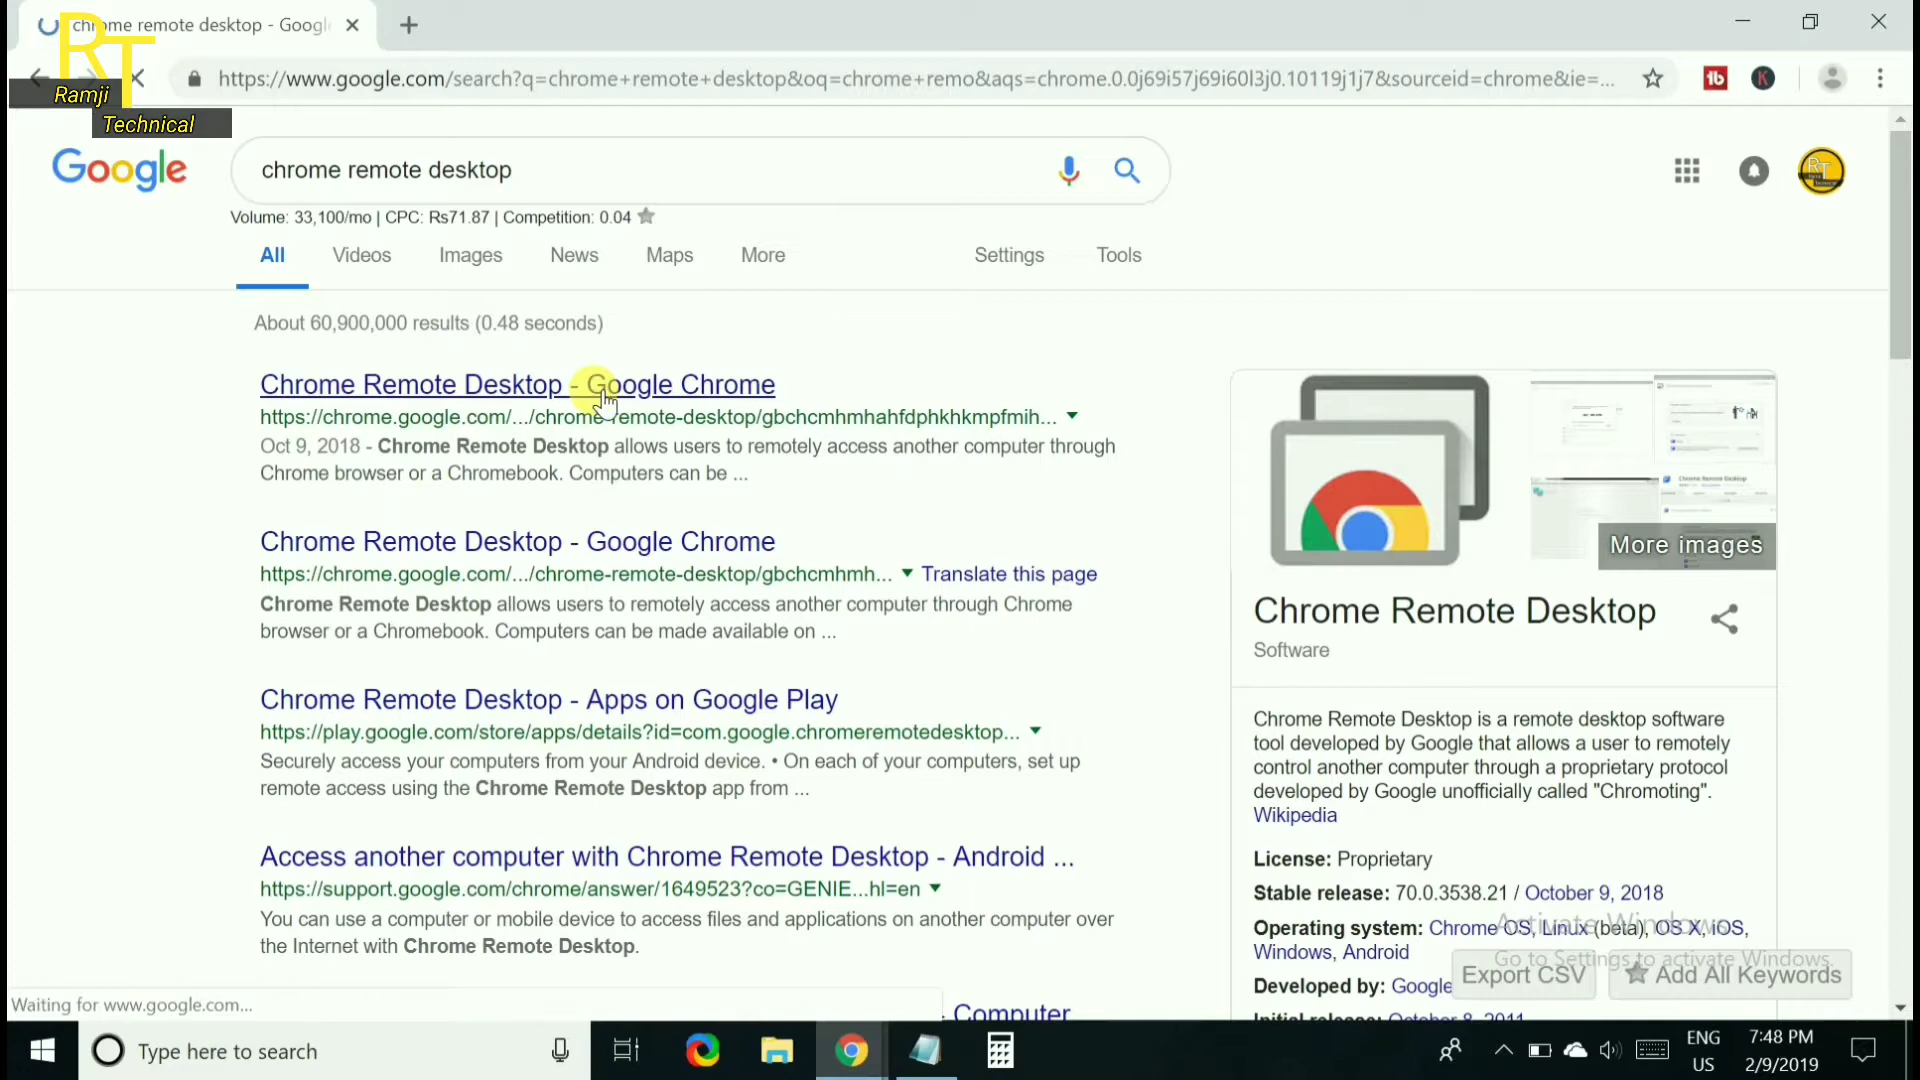 chrome remote desktop - Googl
RT
Ramji
Technical
https://www.google.com/search?q=chrome+remote+desktop&oq=chrome+remo&aqs=chrome.0.0j69i57j69i60l3j0.10119j1j7&sourceid=chrome&ie=...
Google
chrome remote desktop
Volume: 33,100/mo | CPC: Rs71.87 | Competition: 0.04
All Videos Images News Maps More Settings Tools
About 60,900,000 results (0.48 seconds)
Chrome Remote Desktop - Google Chrome
https://chrome.google.com/.../chrome-remote-desktop/gbchcmhmhahfdphkhkmpfmih...
Oct 9, 2018 - Chrome Remote Desktop allows users to remotely access another computer through
Chrome browser or a Chromebook. Computers can be ...
Chrome Remote Desktop - Google Chrome
https://chrome.google.com/.../chrome-remote-desktop/gbchcmhmh... Translate this page
Chrome Remote Desktop allows users to remotely access another computer through Chrome
browser or a Chromebook. Computers can be made available on ...
Chrome Remote Desktop - Apps on Google Play
https://play.google.com/store/apps/details?id=com.google.chromeremotedesktop...
Securely access your computers from your Android device. • On each of your computers, set up
remote access using the Chrome Remote Desktop app from ...
Access another computer with Chrome Remote Desktop - Android ...
https://support.google.com/chrome/answer/1649523?co=GENIE...hl=en
You can use a computer or mobile device to access files and applications on another computer over
the Internet with Chrome Remote Desktop.
Computer
More images
Chrome Remote Desktop
Software
Chrome Remote Desktop is a remote desktop software
tool developed by Google that allows a user to remotely
control another computer through a proprietary protocol
developed by Google unofficially called "Chromoting".
Wikipedia
License: Proprietary
Stable release: 70.0.3538.21 / October 9, 2018
Operating system: Chrome OS, Linux (beta), OS X, iOS,
Windows, Android
Developed by: Google
Initial release: October 8, 2011
Activate Windows
Go to Settings to activate Windows.
Export CSV Add All Keywords
Waiting for www.google.com...
Type here to search
ENG
US
7:48 PM
2/9/2019